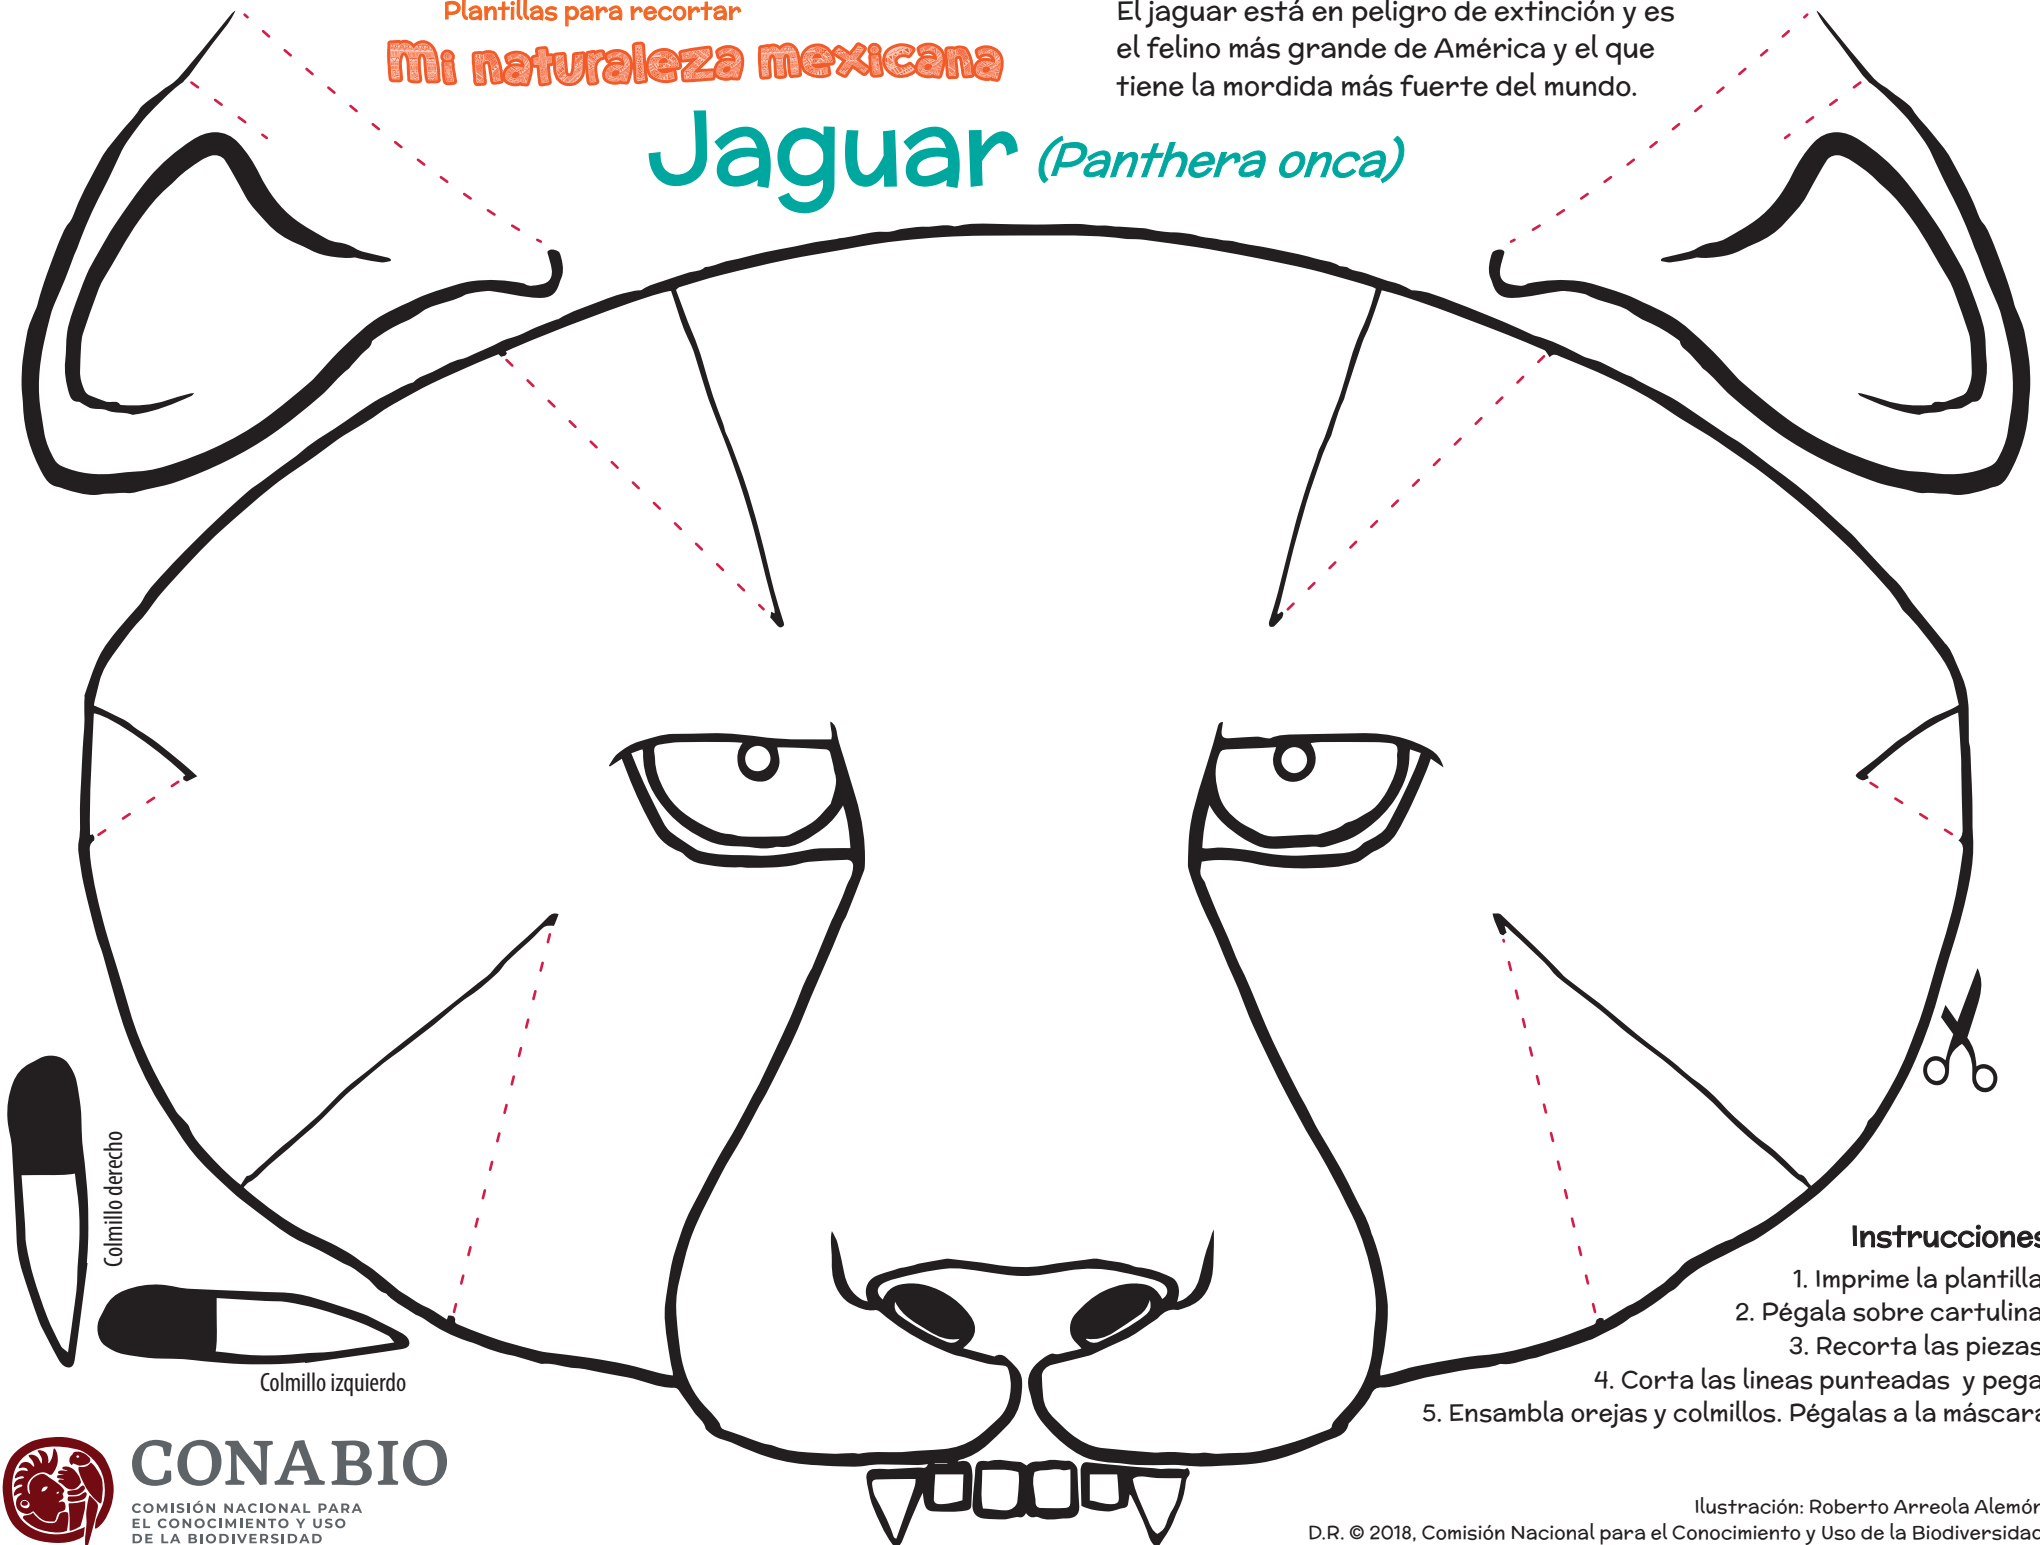 Plantillas para recortar
mi naturaleza mexicana
Jaguar (Panthera onca)
El jaguar está en peligro de extinción y es
el felino más grande de América y el que
tiene la mordida más fuerte del mundo.
Colmillo derecho
Colmillo izquierdo
Instrucciones
1. Imprime la plantilla
2. Pégala sobre cartulina
3. Recorta las piezas
4. Corta las lineas punteadas y pega
5. Ensambla orejas y colmillos. Pégalas a la máscara
CONABIO
COMISIÓN NACIONAL PARA
EL CONOCIMIENTO Y USO
DE LA BIODIVERSIDAD
Ilustración: Roberto Arreola Alemón
D.R. © 2018, Comisión Nacional para el Conocimiento y Uso de la Biodiversidad